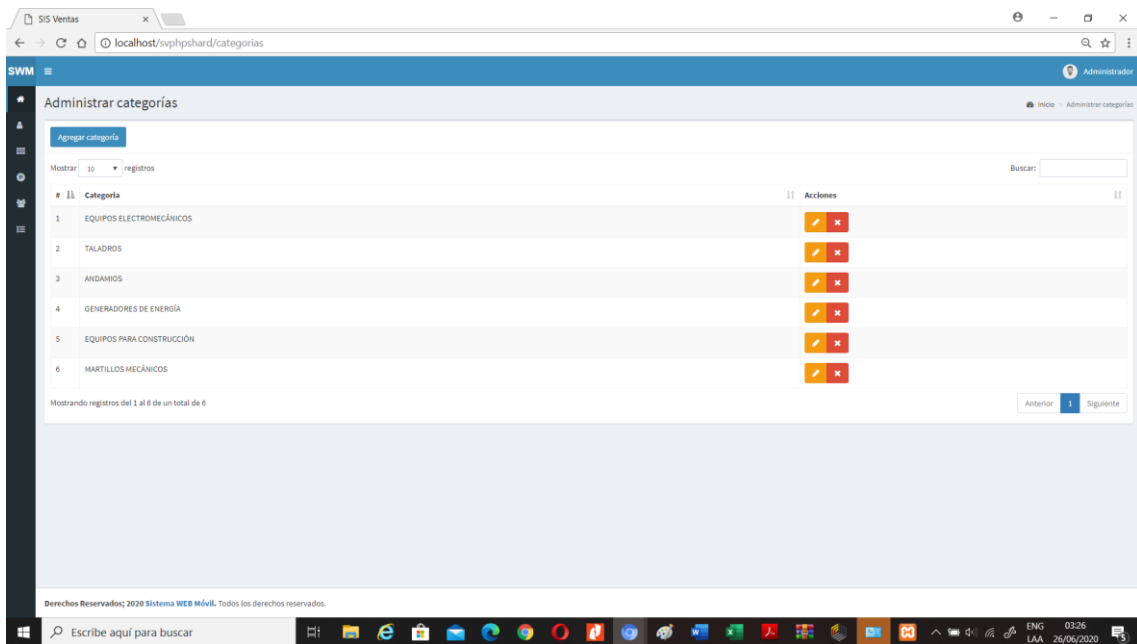 SIS Ventas
localhost/svphpshard/categorias
SWM
Administrador
Administrar categorías
Inicio > Administrar categorías
Agregar categoría
Mostrar 10 registros
Buscar:
# Categoria Acciones
1 EQUIPOS ELECTROMECÁNICOS
2 TALADROS
3 ANDAMIOS
4 GENERADORES DE ENERGÍA
5 EQUIPOS PARA CONSTRUCCIÓN
6 MARTILLOS MECÁNICOS
Mostrando registros del 1 al 6 de un total de 6
Anterior 1 Siguiente
Derechos Reservados; 2020 Sistema WEB Móvil. Todos los derechos reservados.
Escribe aquí para buscar
ENG 03:26
LAA 26/06/2020